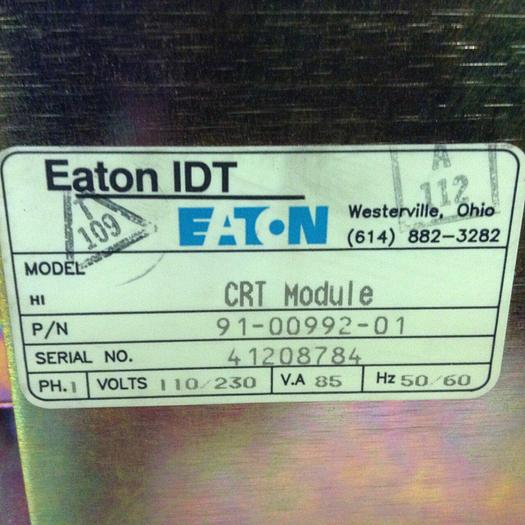 Eaton IDT
A
112
T
109
EATON
Westerville, Ohio
(614) 882-3282
MODEL
HI CRT Module
P/N 91-00992-01
SERIAL NO. 41208784
PH.1 VOLTS 110/230 V.A 85 Hz 50/60